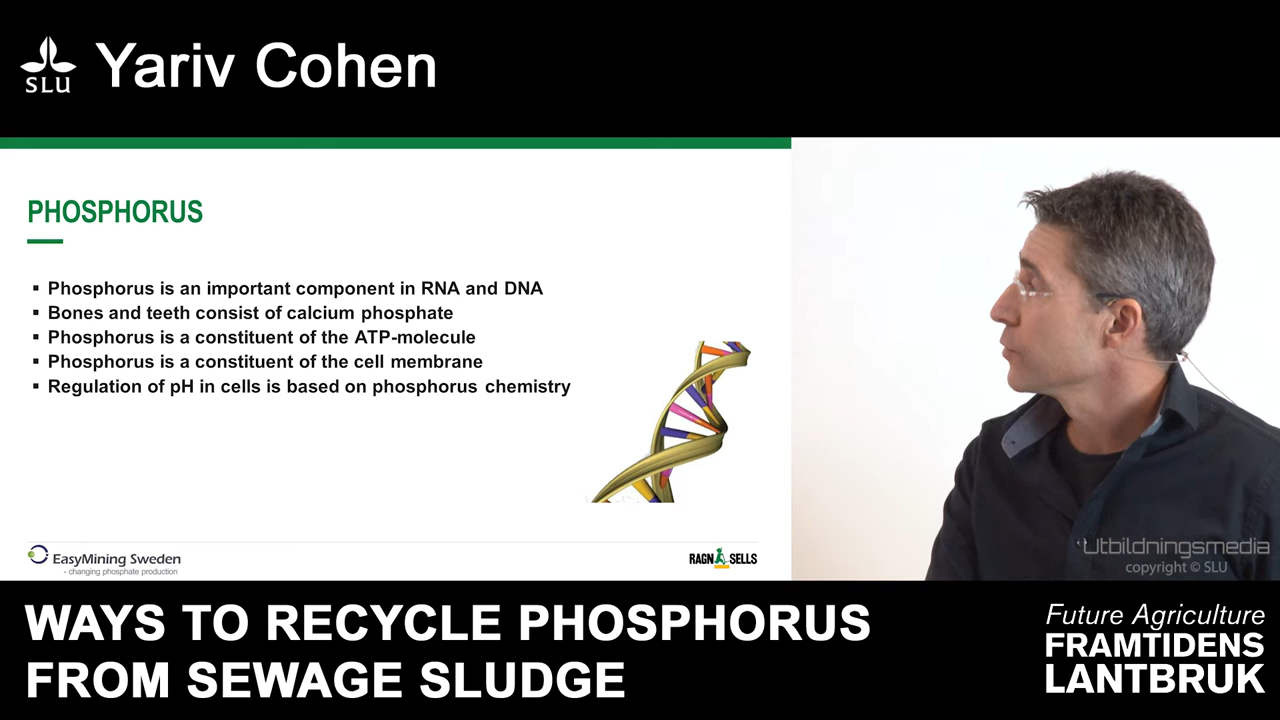 SLU
Yariv Cohen
PHOSPHORUS
▪ Phosphorus is an important component in RNA and DNA
▪ Bones and teeth consist of calcium phosphate
▪ Phosphorus is a constituent of the ATP-molecule
▪ Phosphorus is a constituent of the cell membrane
▪ Regulation of pH in cells is based on phosphorus chemistry
EasyMining Sweden
- changing phosphate production
RAGN SELLS
Utbildningsmedia
copyright © SLU
WAYS TO RECYCLE PHOSPHORUS
FROM SEWAGE SLUDGE
Future Agriculture
FRAMTIDENS
LANTBRUK